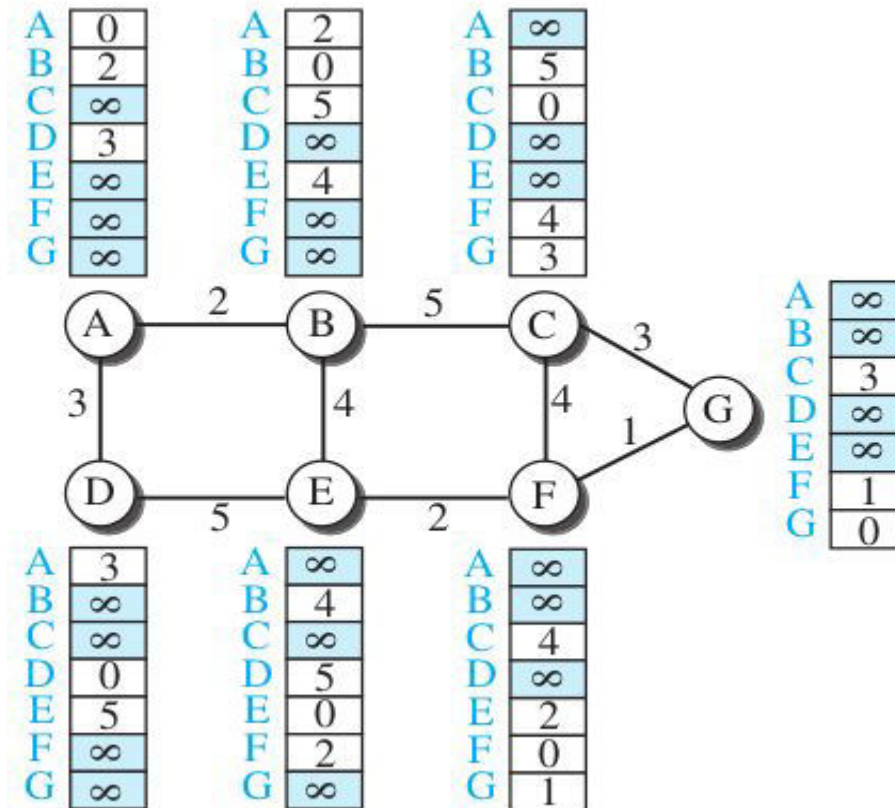 A 0
B 2
C ∞
D 3
E ∞
F ∞
G ∞
A 2
B 0
C 5
D ∞
E 4
F ∞
G ∞
A ∞
B 5
C 0
D ∞
E ∞
F 4
G 3
A 2 B 5 C
3
3 4 4 G
1
D 5 E 2 F
A ∞
B ∞
C 3
D ∞
E ∞
F 1
G 0
A 3
B ∞
C ∞
D 0
E 5
F ∞
G ∞
A ∞
B 4
C ∞
D 5
E 0
F 2
G ∞
A ∞
B ∞
C 4
D ∞
E 2
F 0
G 1